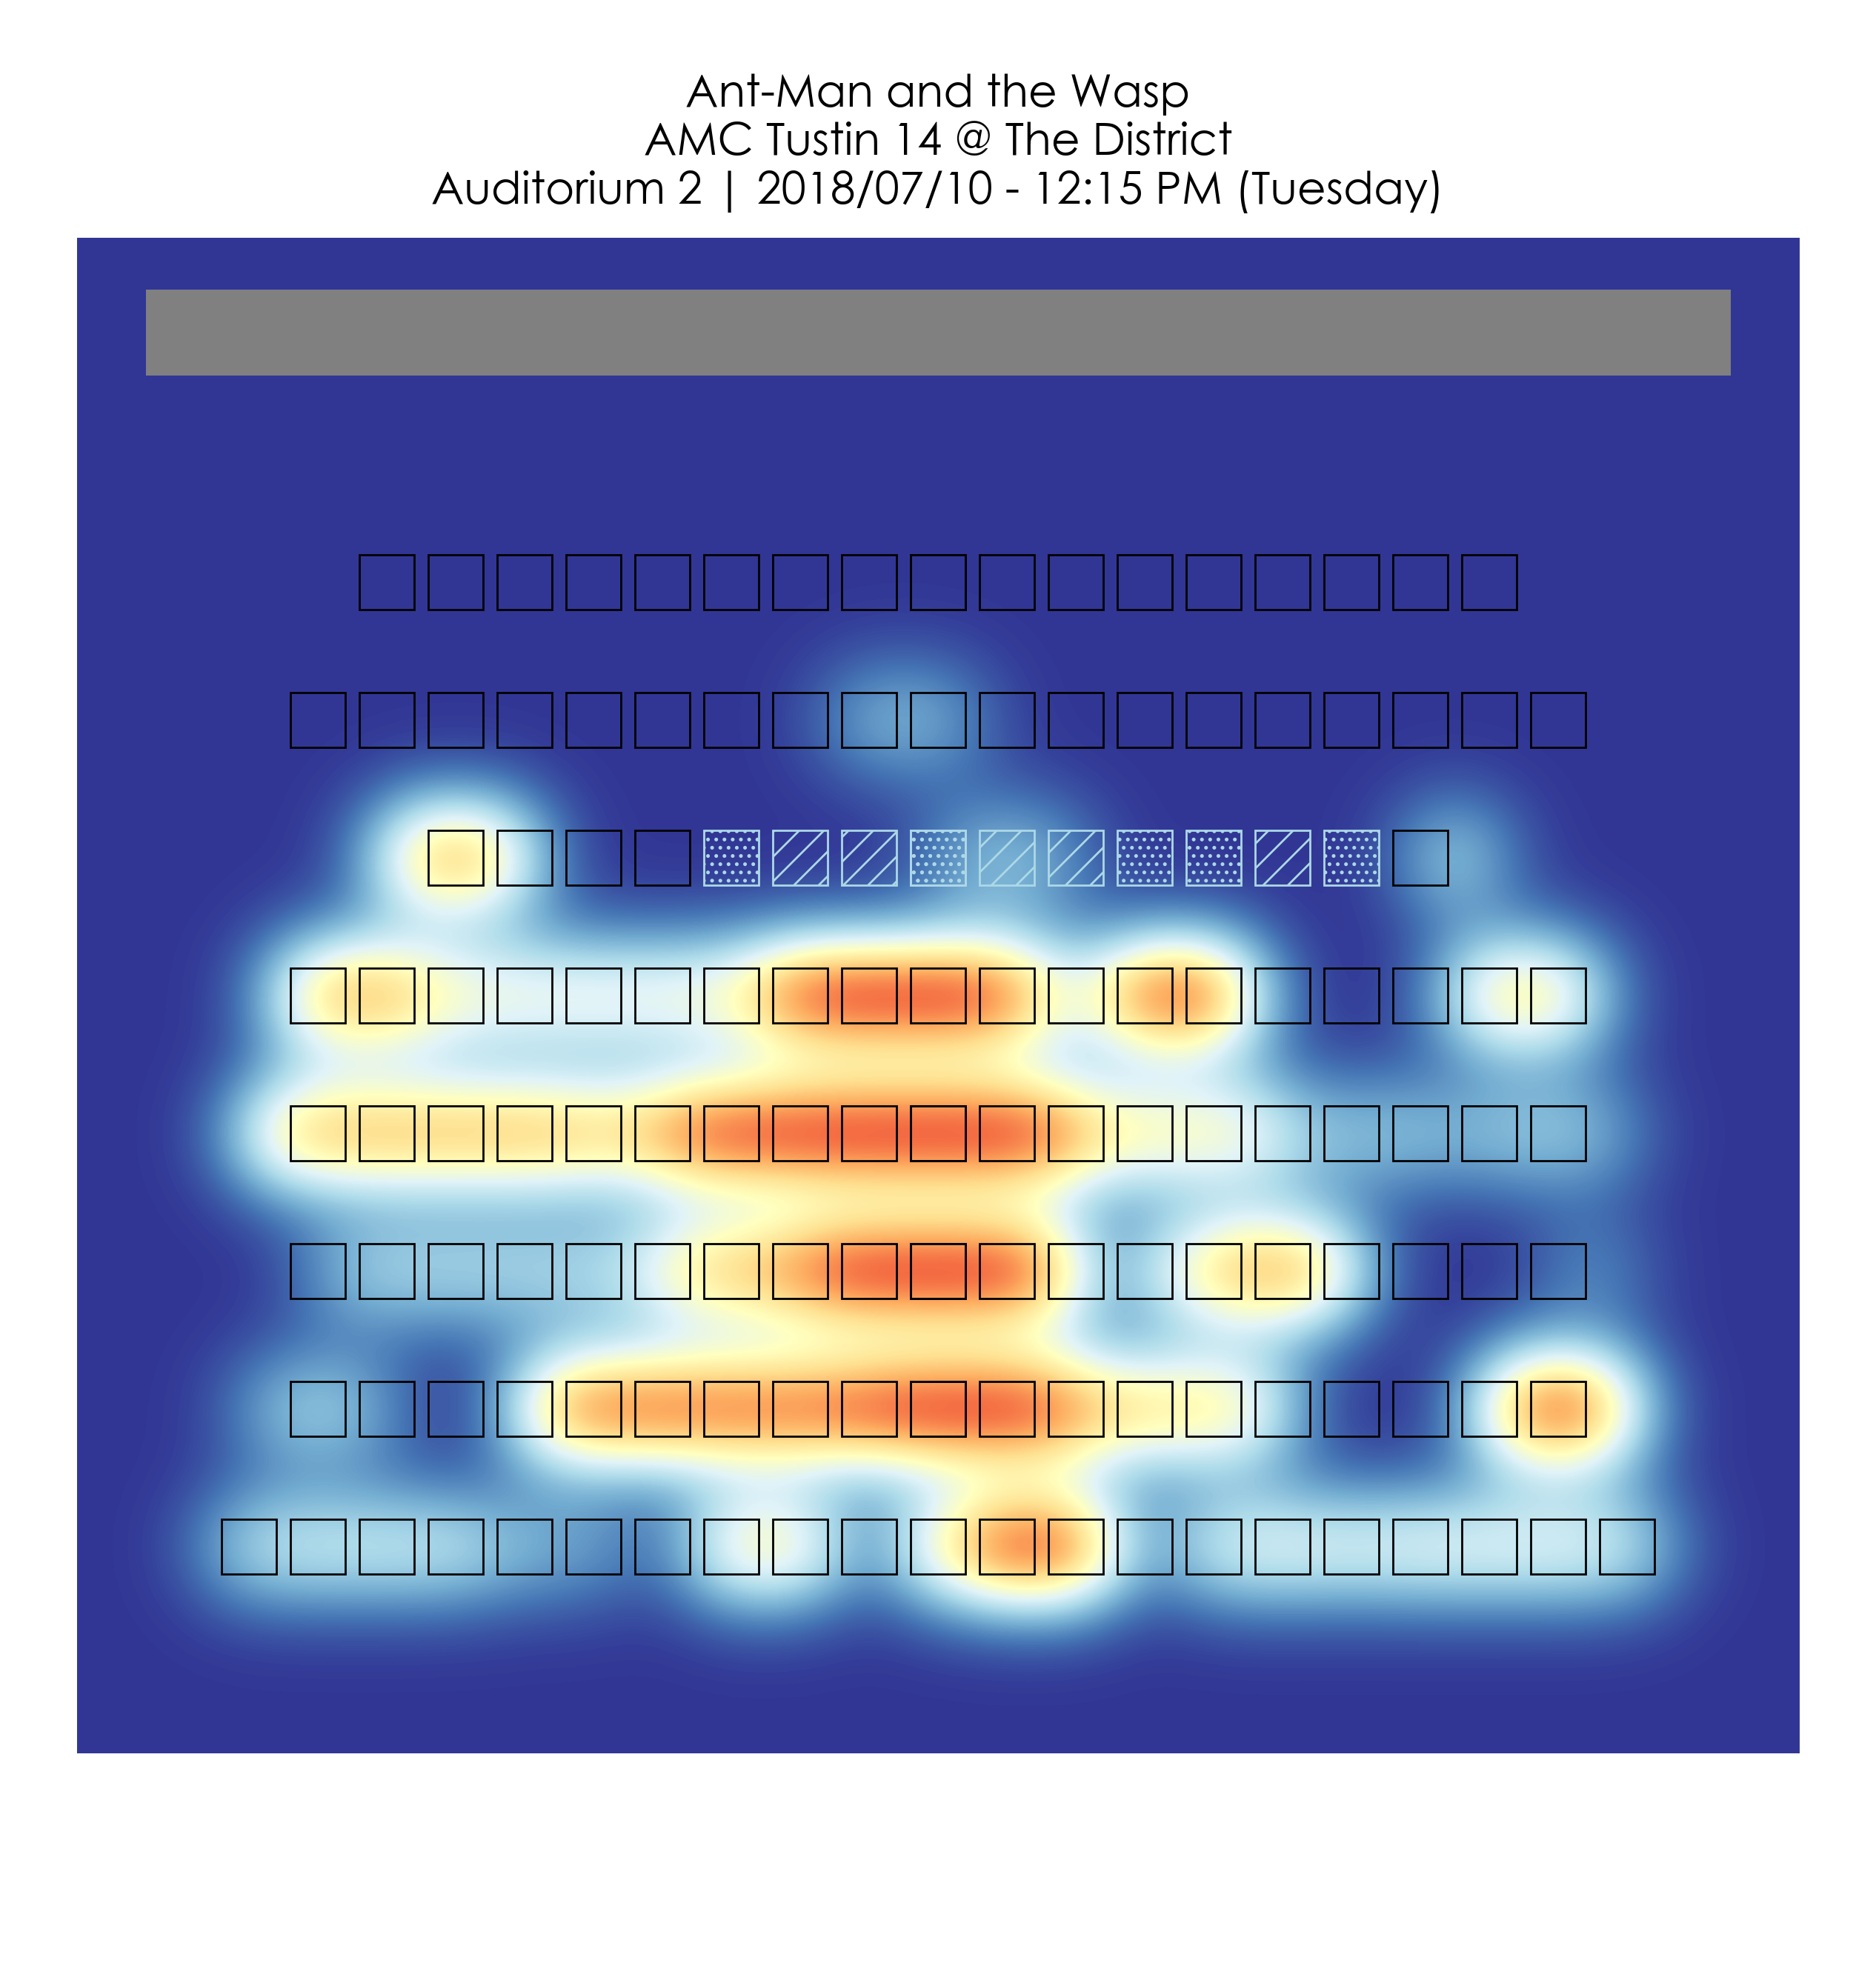 Ant-Man and the Wasp
AMC Tustin 14 @ The District
Auditorium 2 | 2018/07/10 - 12:15 PM (Tuesday)